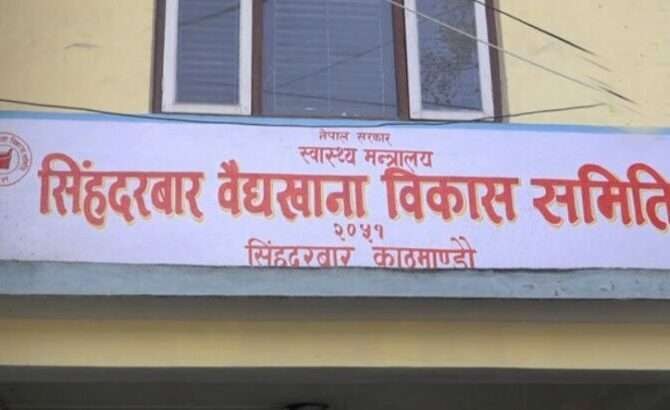 नेपाल सरकार
स्वास्थ्य मन्त्रालय
सिंहदरबार वैद्यखाना विकास समिति
२०५१
सिंहदरबार काठमाण्डौ